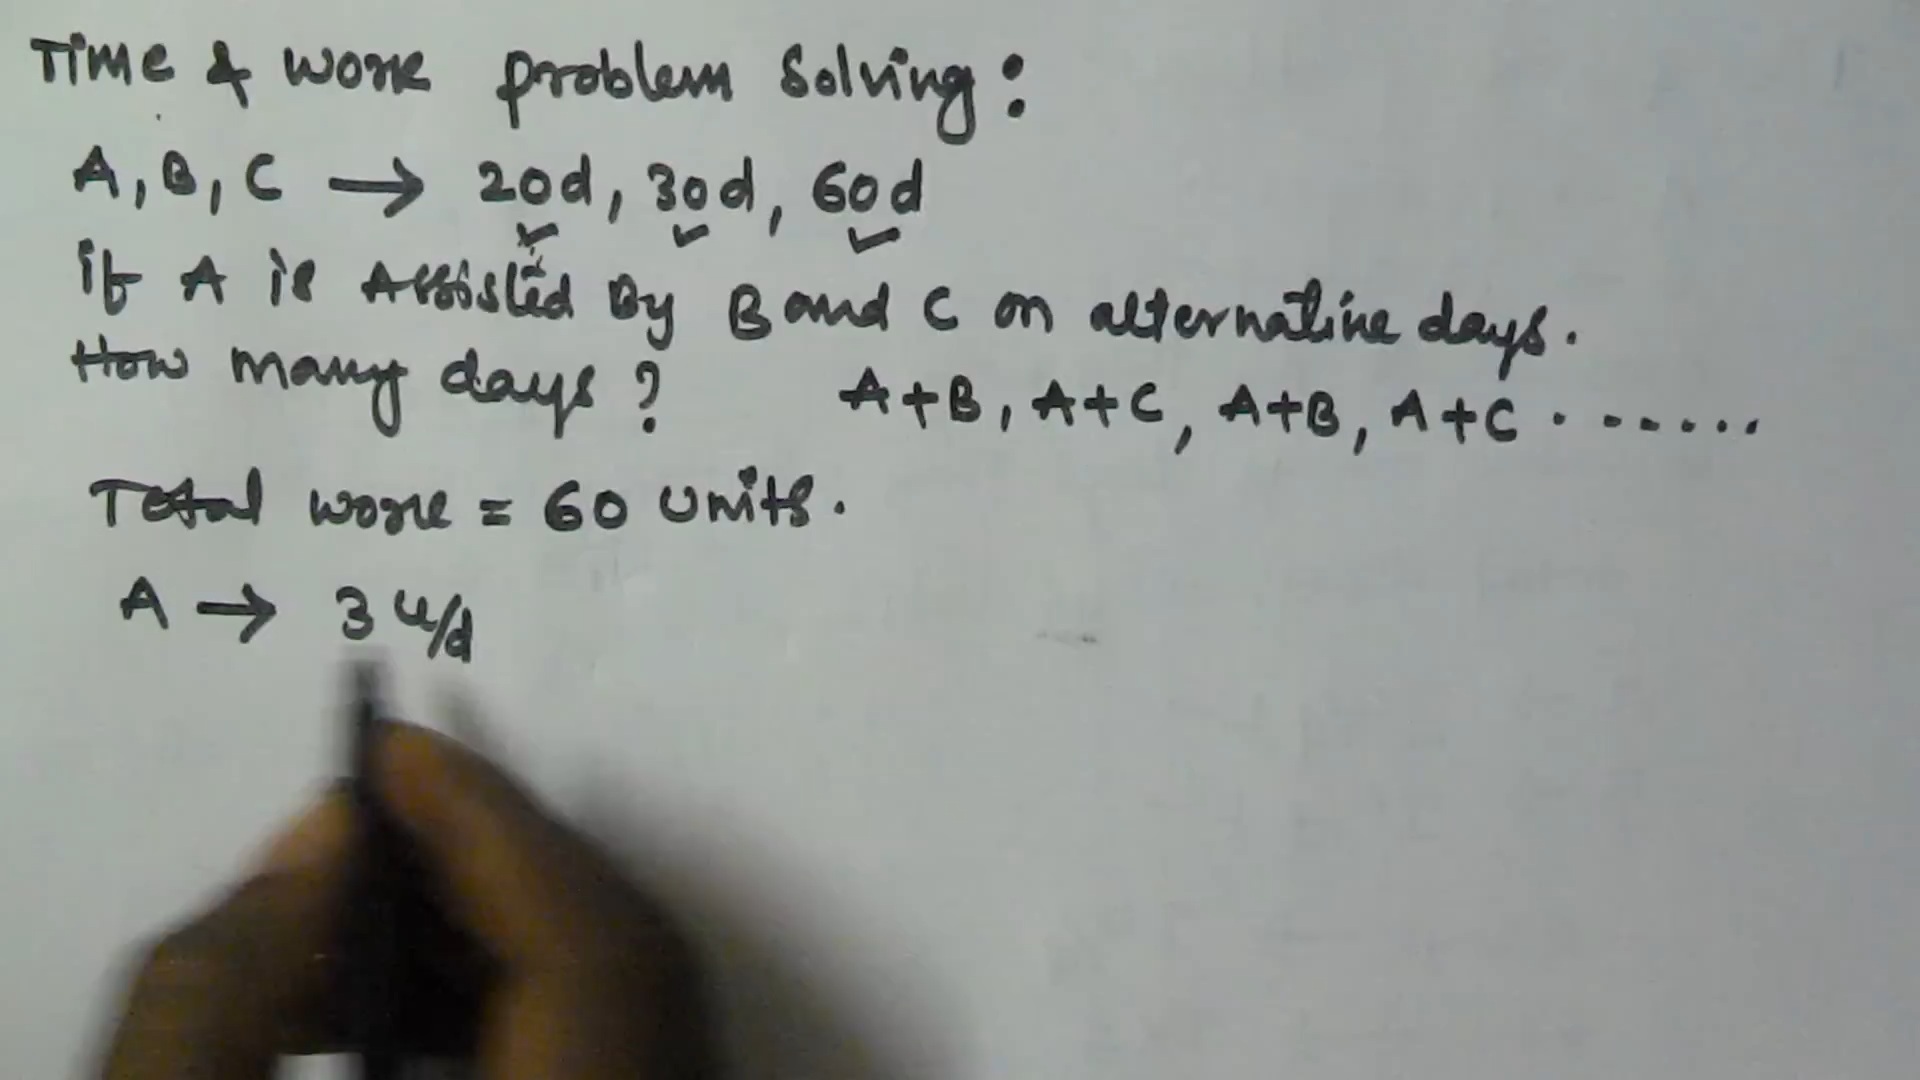 Time & work problem solving:
A, B, C → 20d, 30d, 60d
if A is Assisted by B and C on alternative days.
How many days? A+B, A+C, A+B, A+C ......
Total work = 60 units.
A → 3 u/d